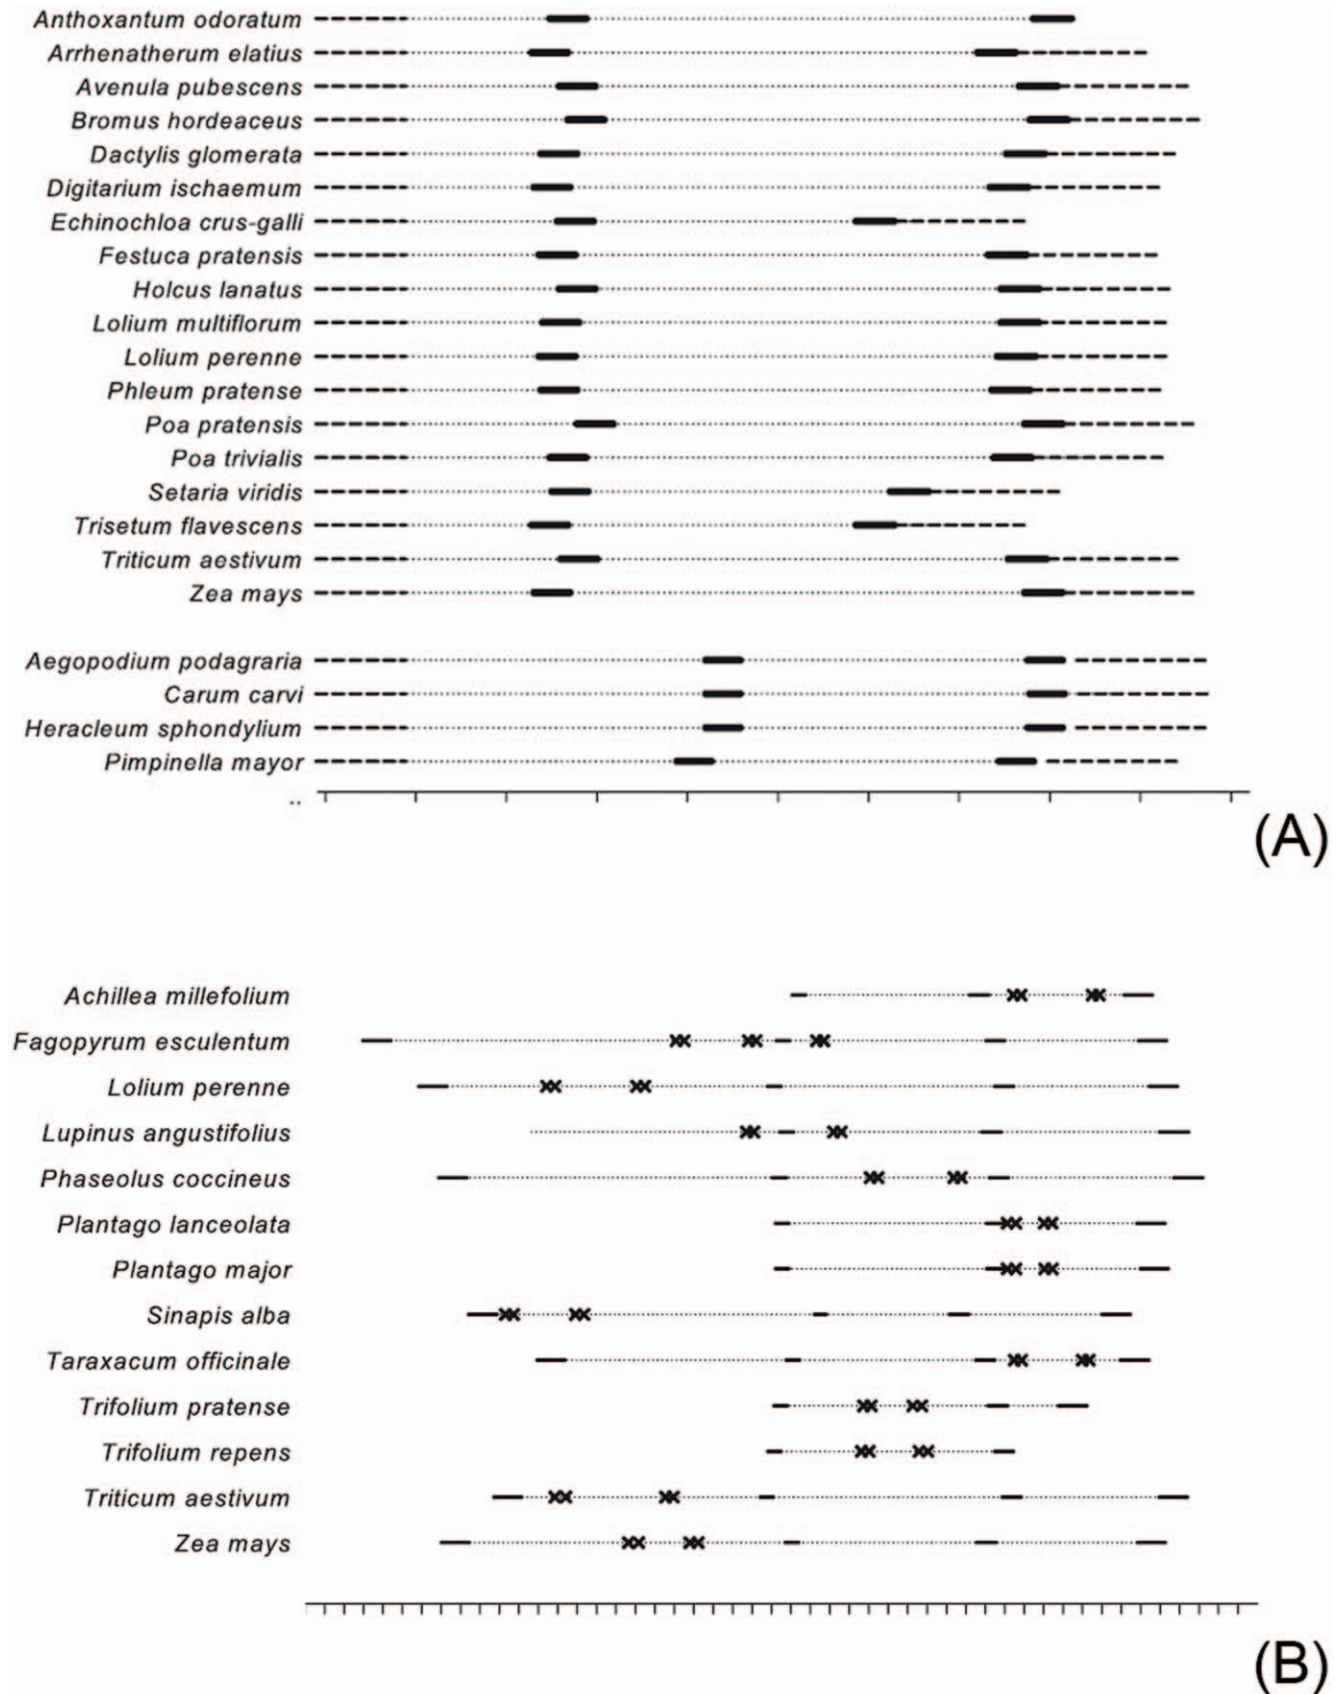 Anthoxantum odoratum
Arrhenatherum elatius
Avenula pubescens
Bromus hordeaceus
Dactylis glomerata
Digitarium ischaemum
Echinochloa crus-galli
Festuca pratensis
Holcus lanatus
Lolium multiflorum
Lolium perenne
Phleum pratense
Poa pratensis
Poa trivialis
Setaria viridis
Trisetum flavescens
Triticum aestivum
Zea mays
Aegopodium podagraria
Carum carvi
Heracleum sphondylium
Pimpinella mayor
..
(A)
Achillea millefolium
Fagopyrum esculentum
Lolium perenne
Lupinus angustifolius
Phaseolus coccineus
Plantago lanceolata
Plantago major
Sinapis alba
Taraxacum officinale
Trifolium pratense
Trifolium repens
Triticum aestivum
Zea mays
(B)